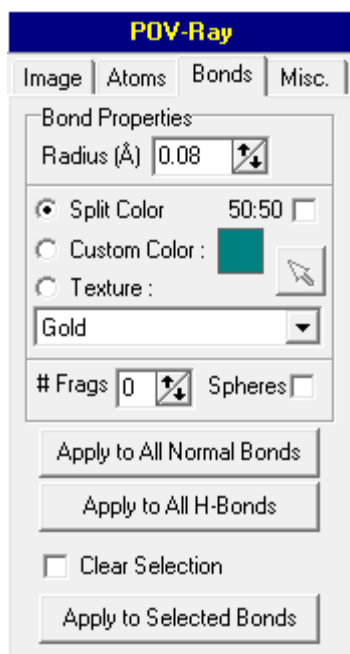 POV-Ray
Image Atoms Bonds Misc.
Bond Properties
Radius (Å) 0.08
Split Color 50:50
Custom Color :
Texture :
Gold
# Frags 0 Spheres
Apply to All Normal Bonds
Apply to All H-Bonds
Clear Selection
Apply to Selected Bonds